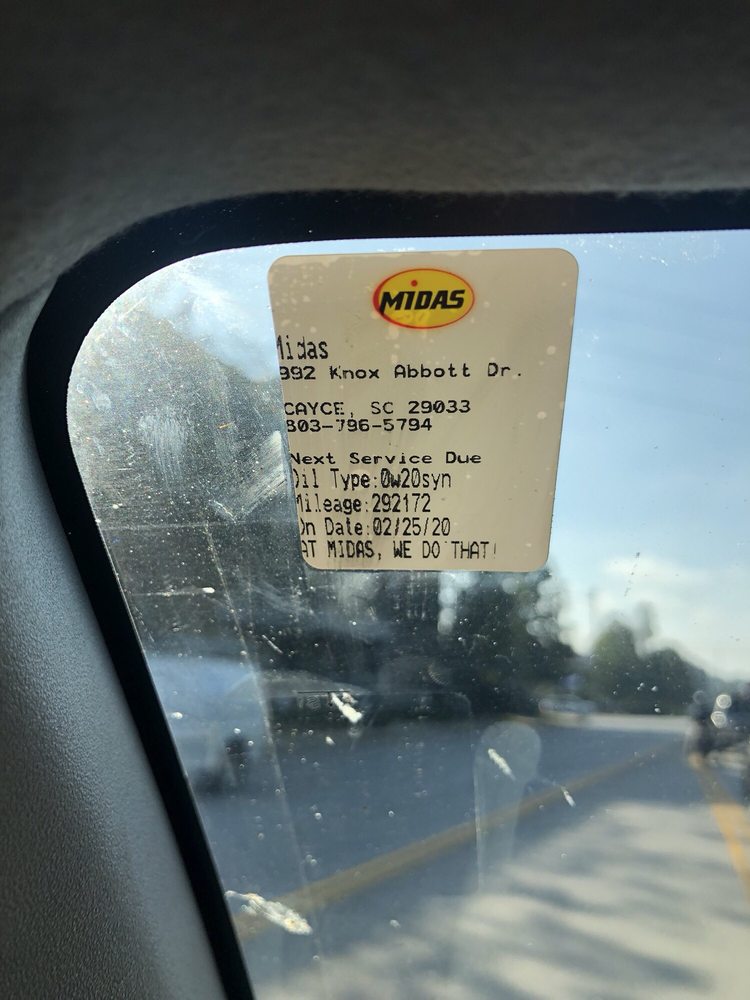 MIDAS
Midas
992 Knox Abbott Dr.
CAYCE, SC 29033
803-796-5794
Next Service Due
Oil Type:0w20syn
Mileage:292172
On Date:02/25/20
AT MIDAS, WE DO THAT!